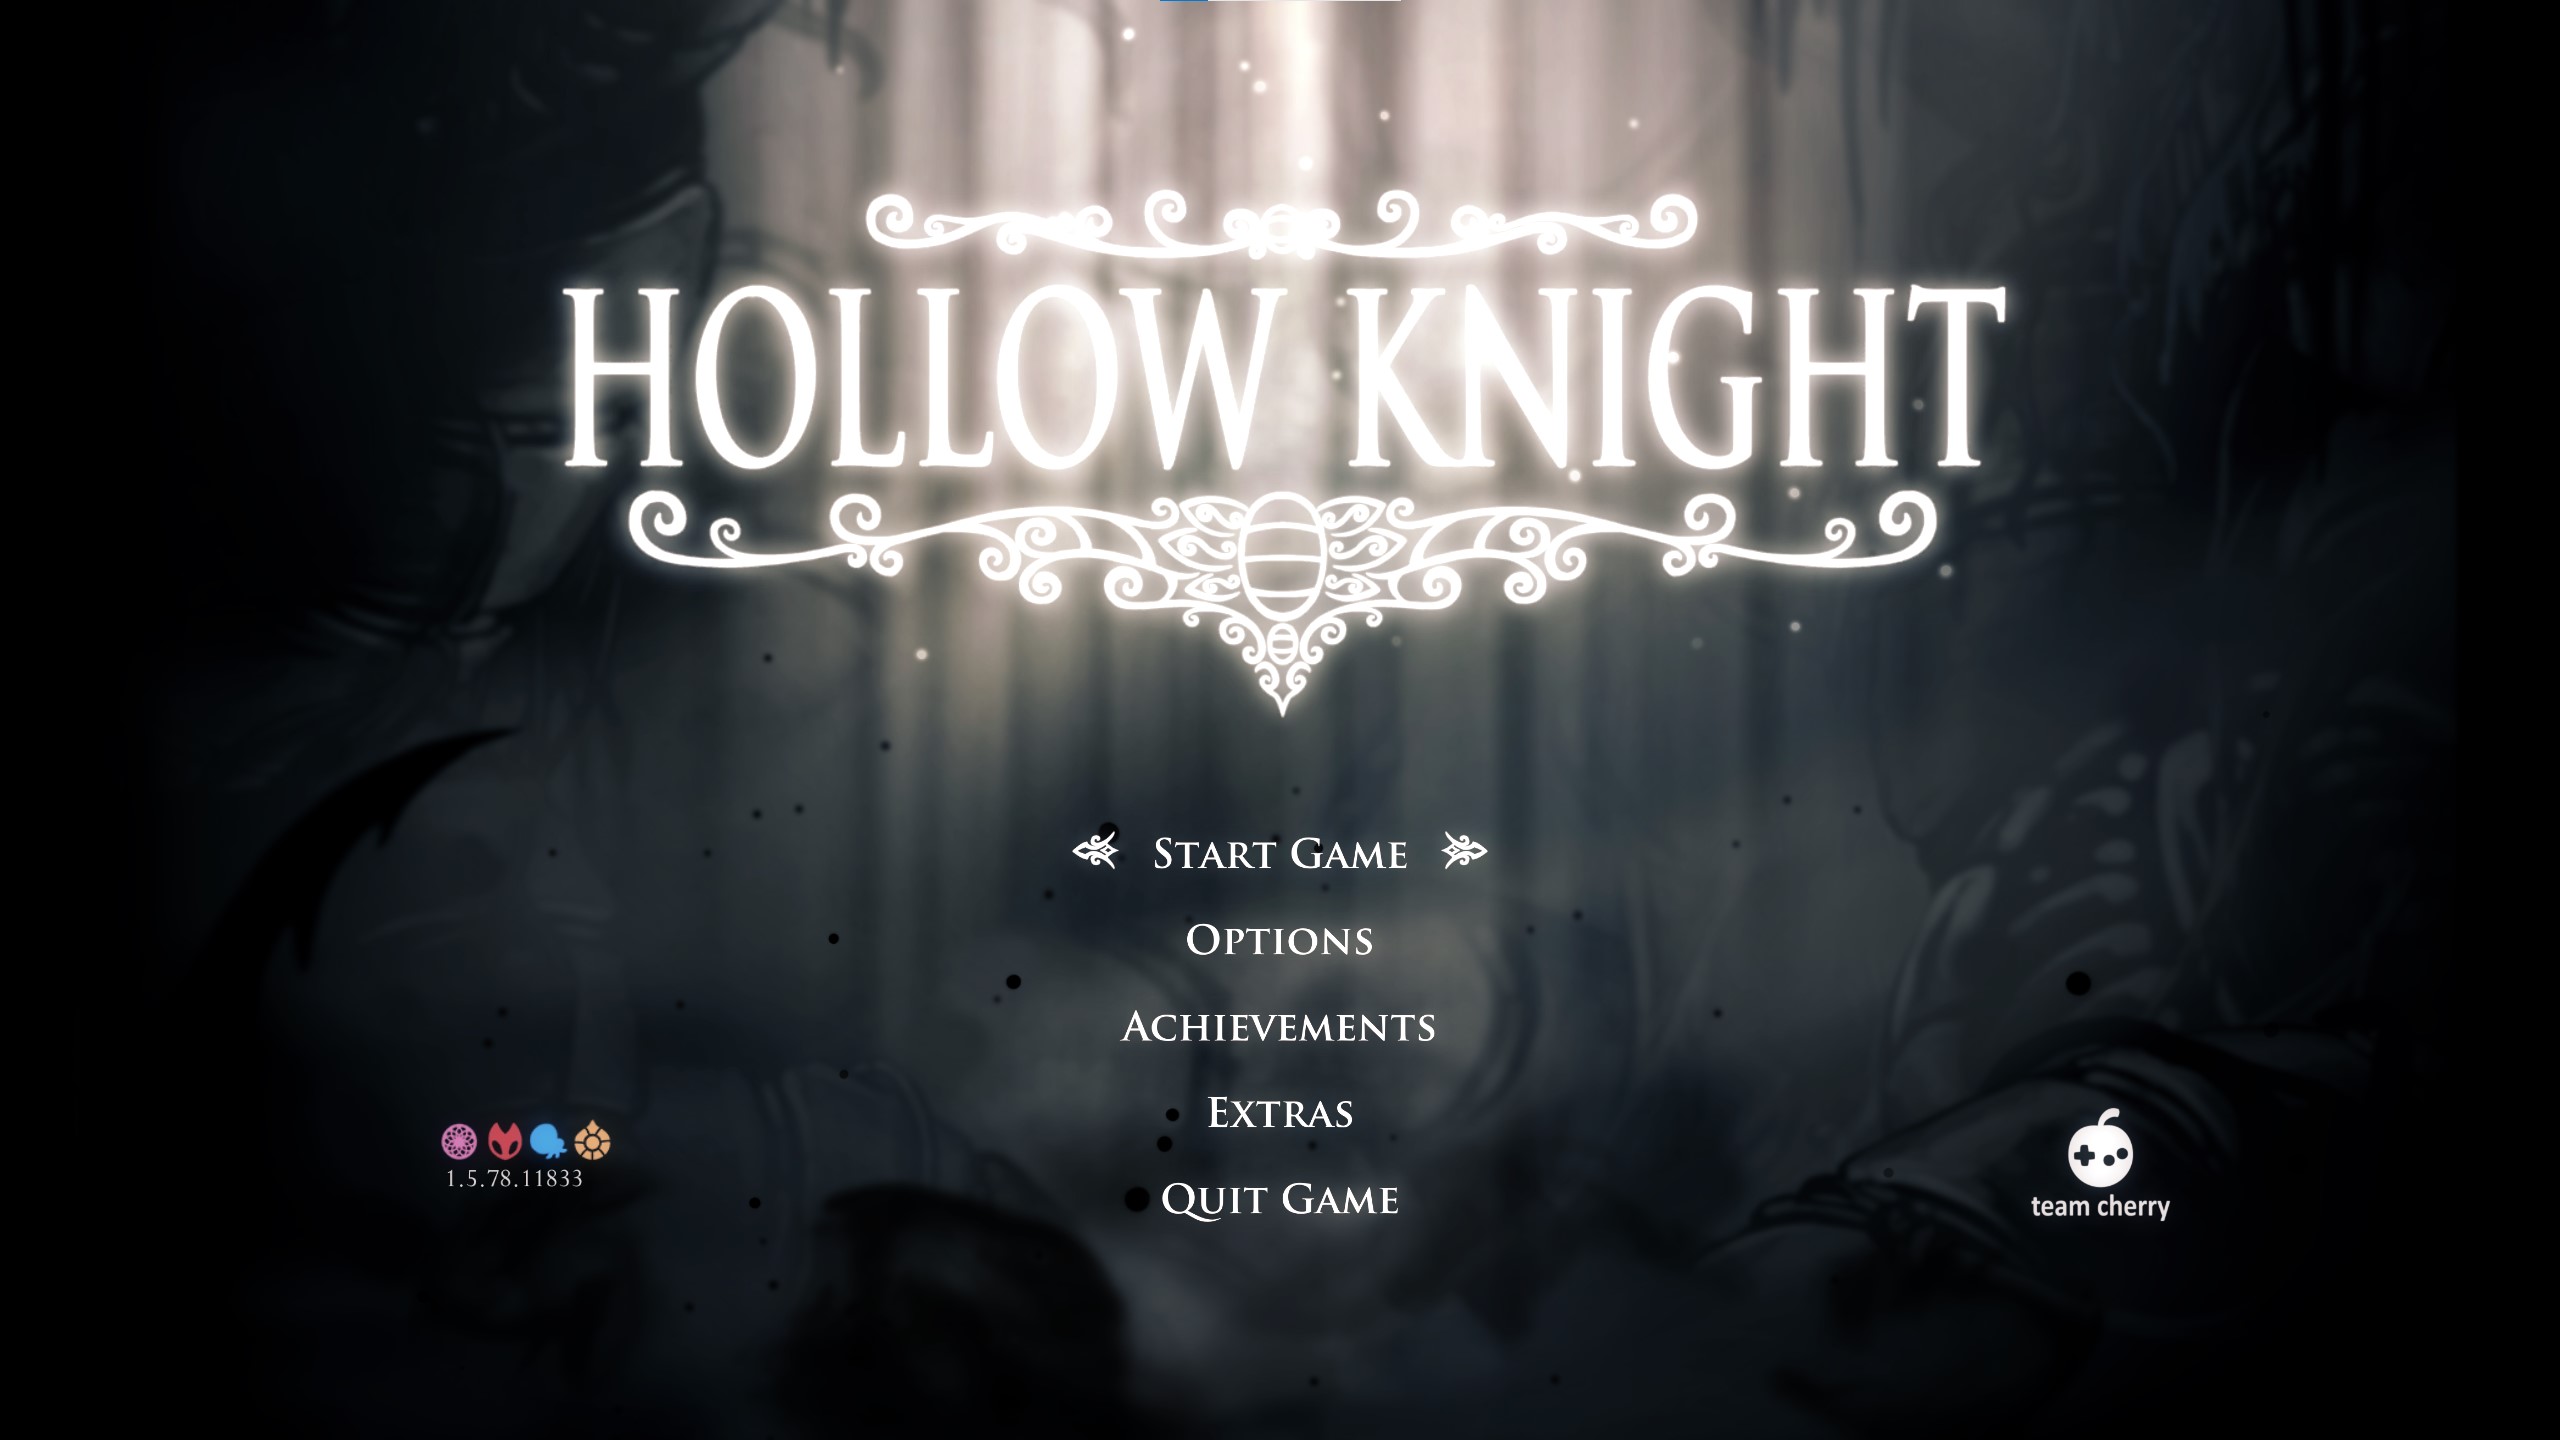 HOLLOW KNIGHT
START GAME
OPTIONS
ACHIEVEMENTS
EXTRAS
QUIT GAME
1.5.78.11833
team cherry